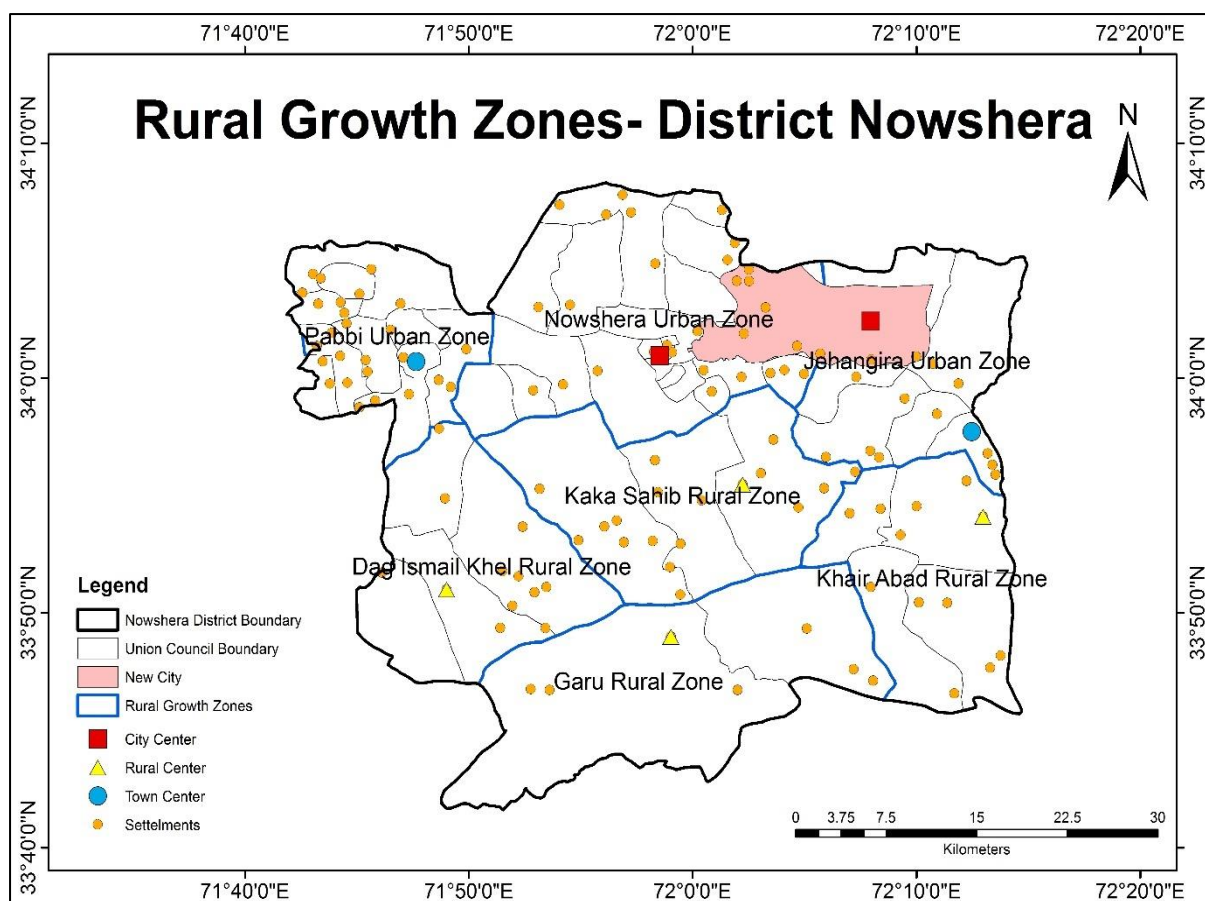 71°40'0"E 71°50'0"E 72°0'0"E 72°10'0"E 72°20'0"E
Rural Growth Zones- District Nowshera
N
34°10'0"N 34°10'0"N
Nowshera Urban Zone
Pabbi Urban Zone
Jehangira Urban Zone
34°0'0"N 34°0'0"N
Kaka Sahib Rural Zone
Dag Ismail Khel Rural Zone
Khair Abad Rural Zone
33°50'0"N 33°50'0"N
Garu Rural Zone
Legend
Nowshera District Boundary
Union Council Boundary
New City
Rural Growth Zones
City Center
Rural Center
Town Center
Settelments
0 3.75 7.5 15 22.5 30
Kilometers
33°40'0"N 33°40'0"N
71°40'0"E 71°50'0"E 72°0'0"E 72°10'0"E 72°20'0"E